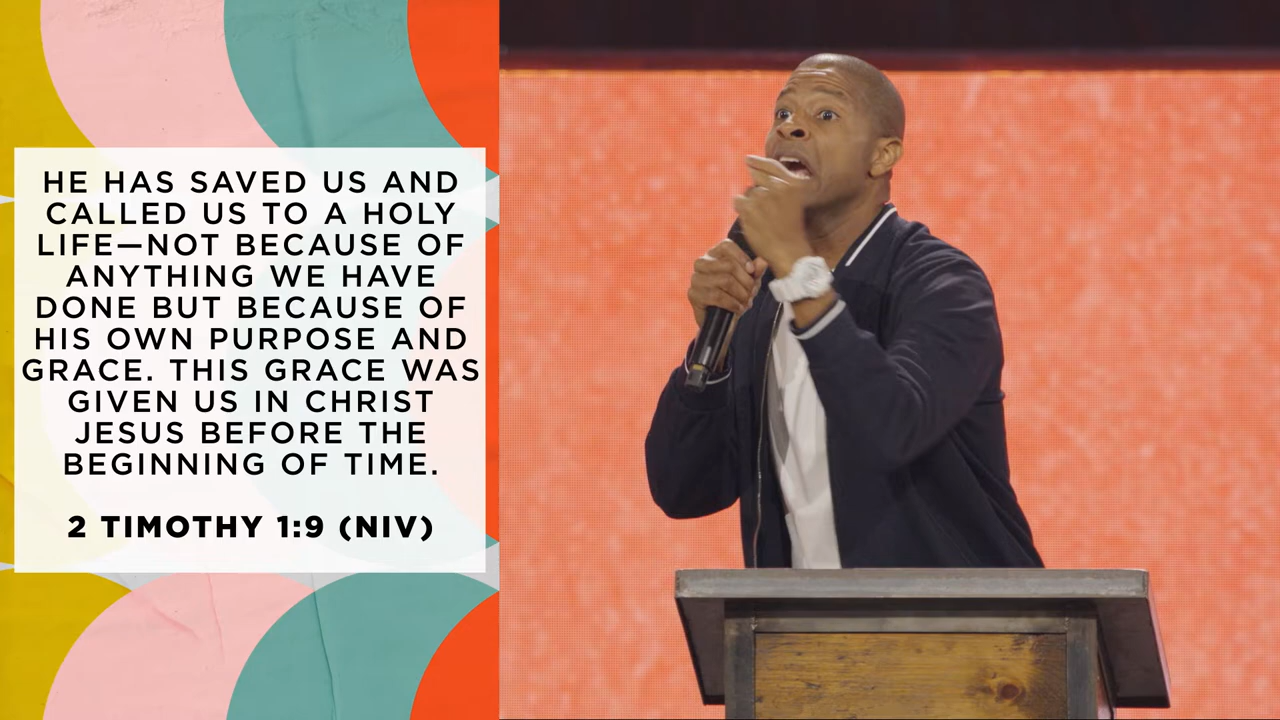 HE HAS SAVED US AND
CALLED US TO A HOLY
LIFE—NOT BECAUSE OF
ANYTHING WE HAVE
DONE BUT BECAUSE OF
HIS OWN PURPOSE AND
GRACE. THIS GRACE WAS
GIVEN US IN CHRIST
JESUS BEFORE THE
BEGINNING OF TIME.
2 TIMOTHY 1:9 (NIV)